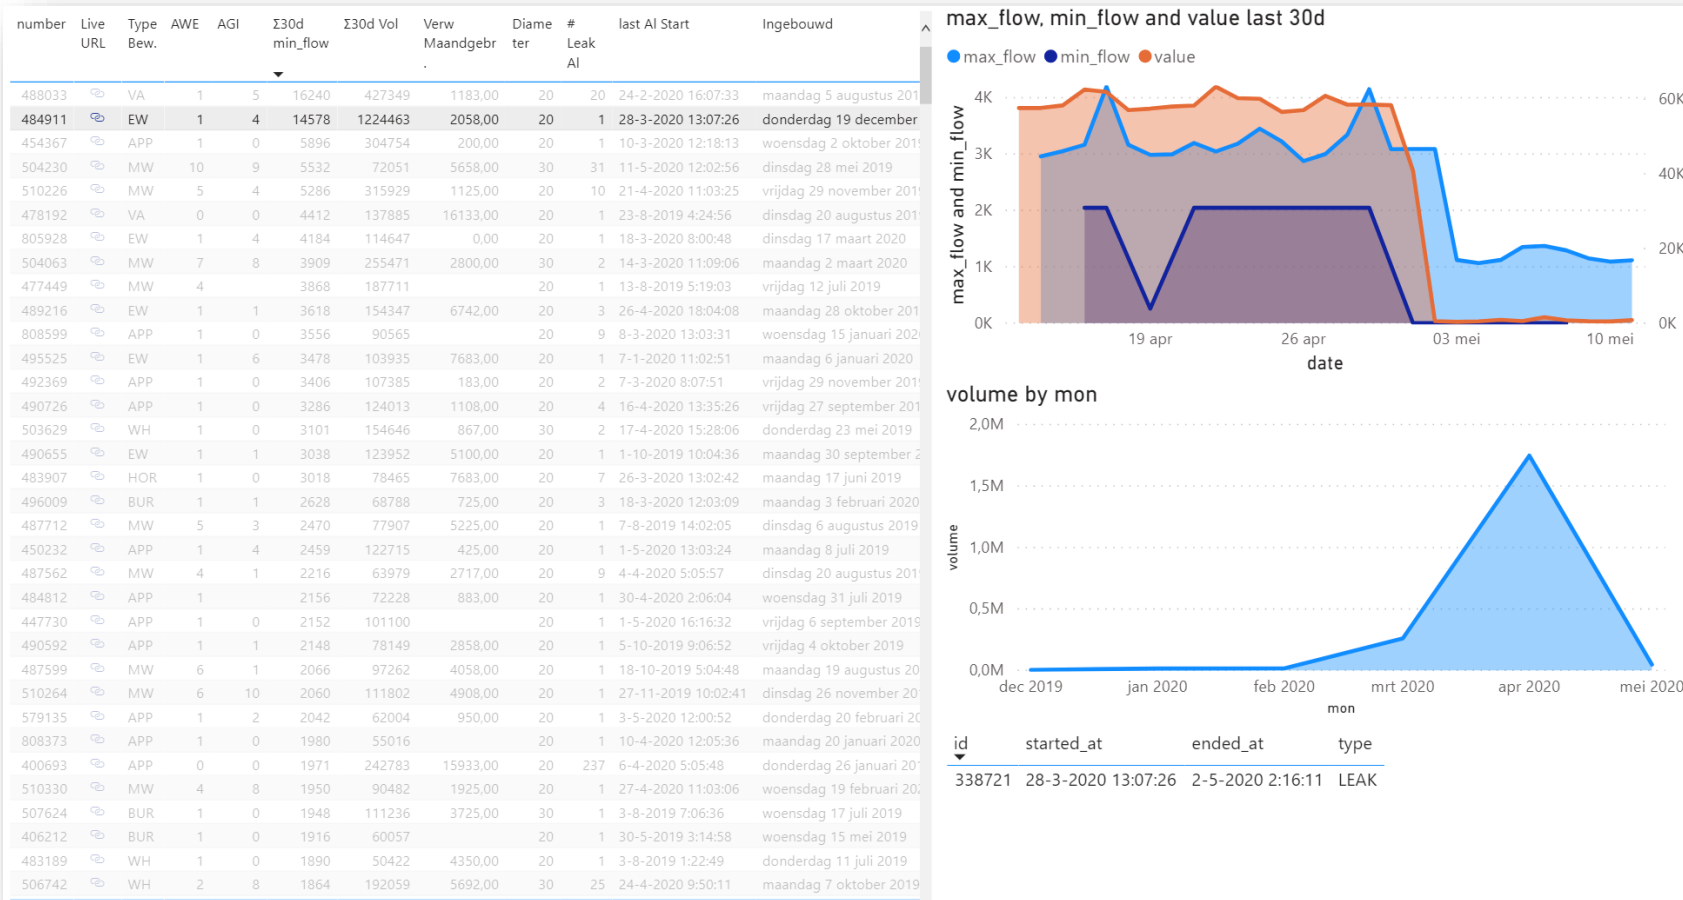 number Live URL Type Bew. AWE AGI Σ30d min_flow Σ30d Vol Verw Maandgebr. Diameter # Leak Al last Al Start Ingebouwd
488033 VA 1 5 16240 427349 1183,00 20 20 24-2-2020 16:07:33 maandag 5 augustus 201
484911 EW 1 4 14578 1224463 2058,00 20 1 28-3-2020 13:07:26 donderdag 19 december
454367 APP 1 0 5896 304754 200,00 20 1 10-3-2020 12:18:13 woensdag 2 oktober 201
504230 MW 10 9 5532 72051 5658,00 30 31 11-5-2020 12:02:56 dinsdag 28 mei 2019
510226 MW 5 4 5286 315929 1125,00 20 10 21-4-2020 11:03:25 vrijdag 29 november 201
478192 VA 0 0 4412 137885 16133,00 20 1 23-8-2019 4:24:56 dinsdag 20 augustus 201
805928 EW 1 4 4184 114647 0,00 20 1 18-3-2020 8:00:48 dinsdag 17 maart 2020
504063 MW 7 8 3909 255471 2800,00 30 2 14-3-2020 11:09:06 maandag 2 maart 2020
477449 MW 4 3868 187711 20 1 13-8-2019 5:19:03 vrijdag 12 juli 2019
489216 EW 1 1 3618 154347 6742,00 20 3 26-4-2020 18:04:08 maandag 28 oktober 201
808599 APP 1 0 3556 90565 20 9 8-3-2020 13:03:31 woensdag 15 januari 202
495525 EW 1 6 3478 103935 7683,00 20 1 7-1-2020 11:02:51 maandag 6 januari 2020
492369 APP 1 0 3406 107385 183,00 20 2 7-3-2020 8:07:51 vrijdag 29 november 201
490726 APP 1 0 3286 124013 1108,00 20 4 16-4-2020 13:35:26 vrijdag 27 september 201
503629 WH 1 0 3101 154646 867,00 30 2 17-4-2020 15:28:06 donderdag 23 mei 2019
490655 EW 1 1 3038 123952 5100,00 20 1 1-10-2019 10:04:36 maandag 30 september 2
483907 HOR 1 0 3018 78465 7683,00 20 7 26-3-2020 13:02:42 maandag 17 juni 2019
496009 BUR 1 1 2628 68788 725,00 20 3 18-3-2020 12:03:09 maandag 3 februari 2020
487712 MW 5 3 2470 77907 5225,00 20 1 7-8-2019 14:02:05 dinsdag 6 augustus 2019
450232 APP 1 4 2459 122715 425,00 20 1 1-5-2020 13:03:24 maandag 8 juli 2019
487562 MW 4 1 2216 63979 2717,00 20 9 4-4-2020 5:05:57 dinsdag 20 augustus 201
484812 APP 1 2156 72228 883,00 20 1 30-4-2020 2:06:04 woensdag 31 juli 2019
447730 APP 1 0 2152 101100 20 1 1-5-2020 16:16:32 vrijdag 6 september 2019
490592 APP 1 1 2148 78149 2858,00 20 1 5-10-2019 9:06:52 vrijdag 4 oktober 2019
487599 MW 6 1 2066 97262 4058,00 20 1 18-10-2019 5:04:48 maandag 19 augustus 20
510264 MW 6 10 2060 111802 4908,00 20 1 27-11-2019 10:02:41 dinsdag 26 november 20
579135 APP 1 2 2042 62004 950,00 20 1 3-5-2020 12:00:52 donderdag 20 februari 20
808373 APP 1 0 1980 55016 20 1 10-4-2020 12:05:36 maandag 20 januari 2020
400693 APP 0 0 1971 242783 15933,00 20 237 6-4-2020 5:05:48 donderdag 26 januari 20
510330 MW 4 8 1950 90482 1925,00 20 1 27-4-2020 11:03:06 woensdag 19 februari 20
507624 BUR 1 0 1948 111236 3725,00 30 1 3-8-2019 7:06:36 woensdag 17 juli 2019
406212 BUR 1 0 1916 60057 20 1 30-5-2019 3:14:58 woensdag 15 mei 2019
483189 WH 1 0 1890 50422 4350,00 20 1 3-8-2019 1:22:49 donderdag 11 juli 2019
506742 WH 2 8 1864 192059 5692,00 30 25 24-4-2020 9:50:11 maandag 7 oktober 2019
max_flow, min_flow and value last 30d
max_flow min_flow value
max_flow and min_flow
4K
3K
2K
1K
0K
60K
40K
20K
0K
19 apr 26 apr 03 mei 10 mei
date
volume by mon
volume
2,0M
1,5M
1,0M
0,5M
0,0M
dec 2019 jan 2020 feb 2020 mrt 2020 apr 2020 mei 2020
mon
id started_at ended_at type
338721 28-3-2020 13:07:26 2-5-2020 2:16:11 LEAK